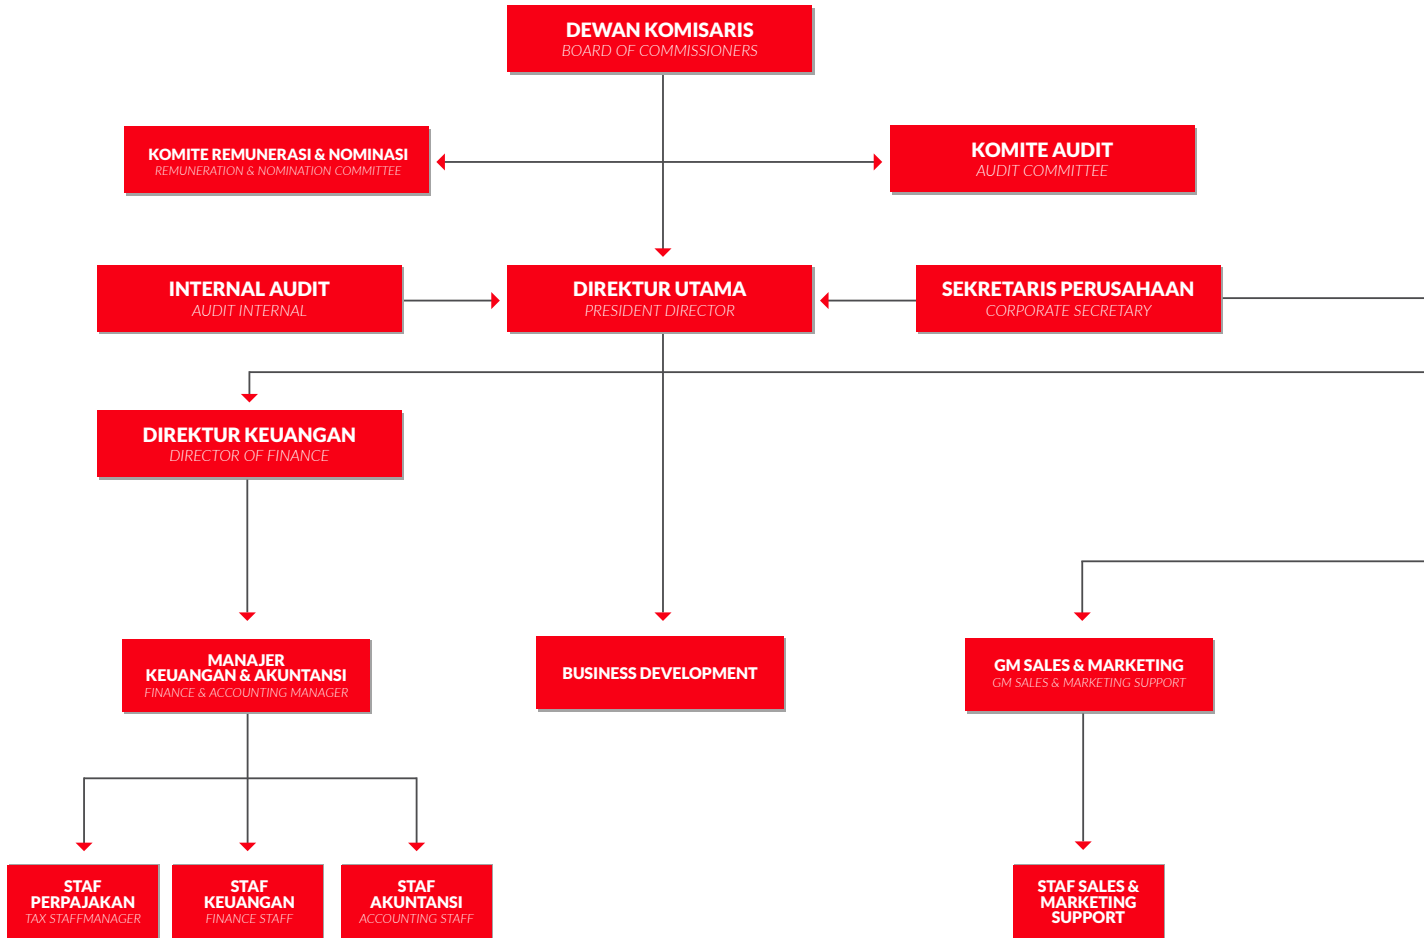 DEWAN KOMISARIS
BOARD OF COMMISSIONERS
KOMITE REMUNERASI & NOMINASI
REMUNERATION & NOMINATION COMMITTEE
KOMITE AUDIT
AUDIT COMMITTEE
INTERNAL AUDIT
AUDIT INTERNAL
DIREKTUR UTAMA
PRESIDENT DIRECTOR
SEKRETARIS PERUSAHAAN
CORPORATE SECRETARY
DIREKTUR KEUANGAN
DIRECTOR OF FINANCE
MANAJER
KEUANGAN & AKUNTANSI
FINANCE & ACCOUNTING MANAGER
BUSINESS DEVELOPMENT
GM SALES & MARKETING
GM SALES & MARKETING SUPPORT
STAF
PERPAJAKAN
TAX STAFFMANAGER
STAF
KEUANGAN
FINANCE STAFF
STAF
AKUNTANSI
ACCOUNTING STAFF
STAF SALES &
MARKETING
SUPPORT